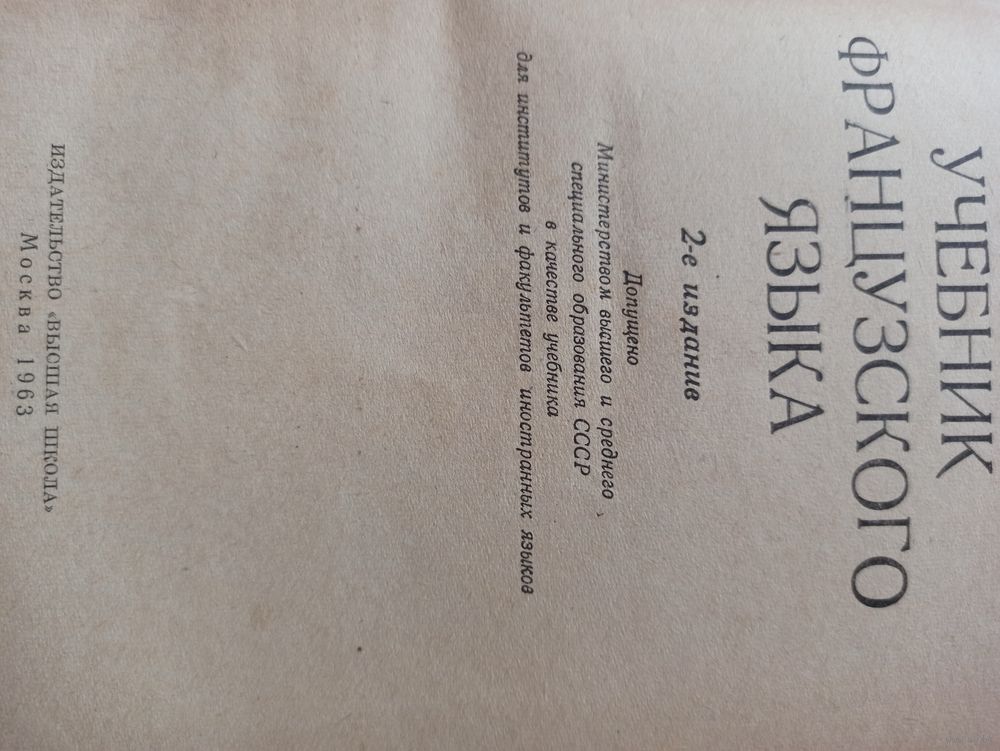 УЧЕБНИК
ФРАНЦУЗСКОГО
ЯЗЫКА
2-е издание
Допущено
Министерством высшего и среднего
специального образования СССР
в качестве учебника
для институтов и факультетов иностранных языков
ИЗДАТЕЛЬСТВО «ВЫСШАЯ ШКОЛА»
Москва 1963